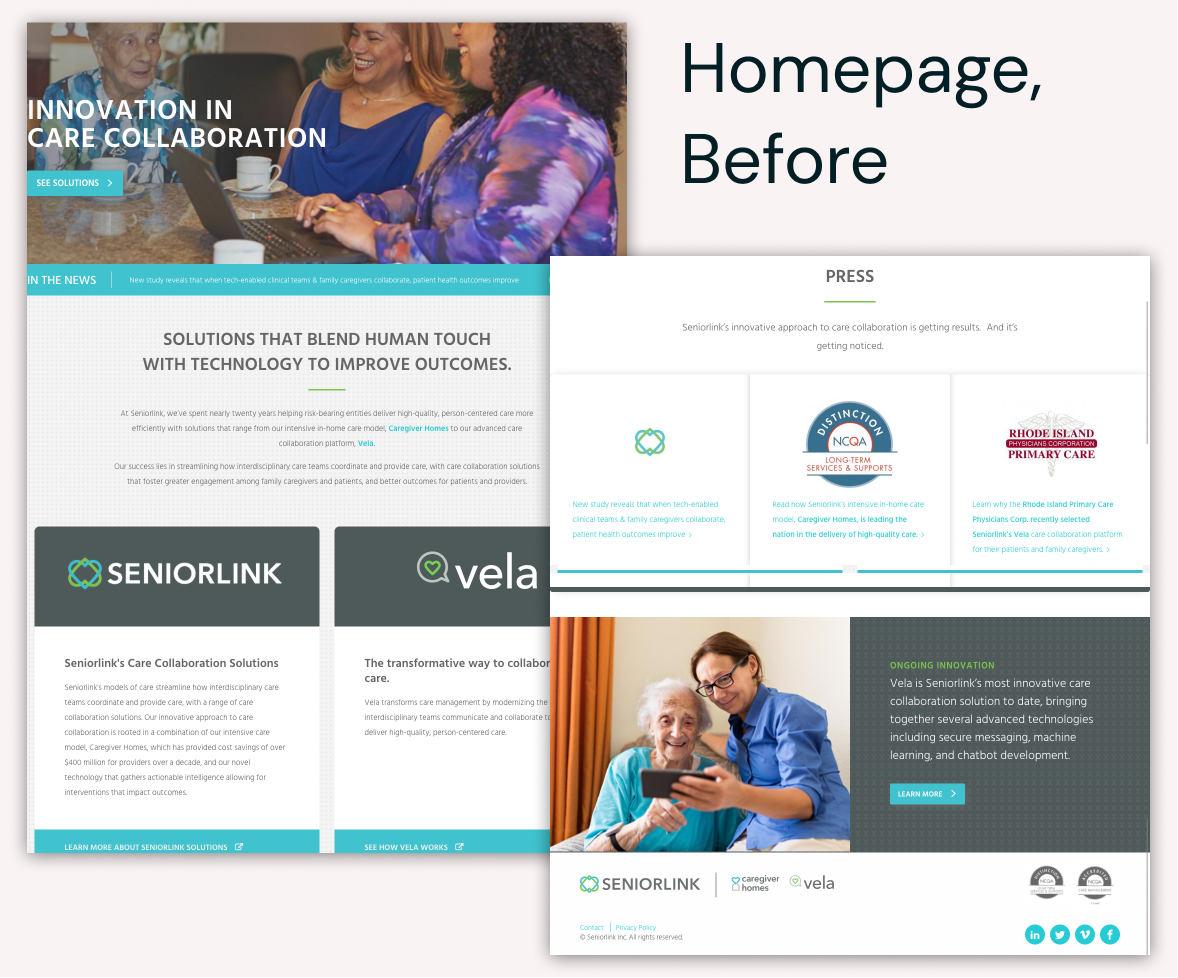 Homepage,
Before
INNOVATION IN
CARE COLLABORATION
SEE SOLUTIONS
IN THE NEWS
New study reveals that when tech-enabled clinical teams & family caregivers collaborate, patient health outcomes improve
SOLUTIONS THAT BLEND HUMAN TOUCH
WITH TECHNOLOGY TO IMPROVE OUTCOMES.
At Seniorlink, we've spent nearly twenty years helping risk-bearing entities deliver high-quality, person-centered care more
efficiently with solutions that range from our intensive in-home care model, Caregiver Homes to our advanced care
collaboration platform, Vela.
Our success lies in streamlining how interdisciplinary care teams coordinate and provide care, with care collaboration solutions
that foster greater engagement among family caregivers and patients, and better outcomes for patients and providers.
SENIORLINK
Seniorlink's Care Collaboration Solutions
Seniorlink's models of care streamline how interdisciplinary care
teams coordinate and provide care, with a range of care
collaboration solutions. Our innovative approach to care
collaboration is rooted in a combination of our intensive care
model, Caregiver Homes, which has provided cost savings of over
$400 million for providers over a decade, and our novel
technology that gathers actionable intelligence allowing for
interventions that impact outcomes.
LEARN MORE ABOUT SENIORLINK SOLUTIONS
vela
The transformative way to collabor
care.
Vela transforms care management by modernizing the
interdisciplinary teams communicate and collaborate to
deliver high-quality, person-centered care.
SEE HOW VELA WORKS
PRESS
Seniorlink's innovative approach to care collaboration is getting results. And it's
getting noticed.
New study reveals that when tech-enabled
clinical teams & family caregivers collaborate,
patient health outcomes improve
DISTINCTION
NCQA
LONG-TERM
SERVICES & SUPPORTS
Read how Seniorlink's intensive in-home care
model, Caregiver Homes, is leading the
nation in the delivery of high-quality care.
RHODE ISLAND
PHYSICIANS CORPORATION
PRIMARY CARE
Learn why the Rhode Island Primary Care
Physicians Corp. recently selected
Seniorlink's Vela care collaboration platform
for their patients and family caregivers.
ONGOING INNOVATION
Vela is Seniorlink's most innovative care
collaboration solution to date, bringing
together several advanced technologies
including secure messaging, machine
learning, and chatbot development.
LEARN MORE
SENIORLINK
caregiver
homes
vela
DISTINCTION
NCQA
LONG-TERM
SERVICES & SUPPORTS
ACCREDITED
NCQA
CASE MANAGEMENT
Contact | Privacy Policy
© Seniorlink Inc. All rights reserved.
in
f